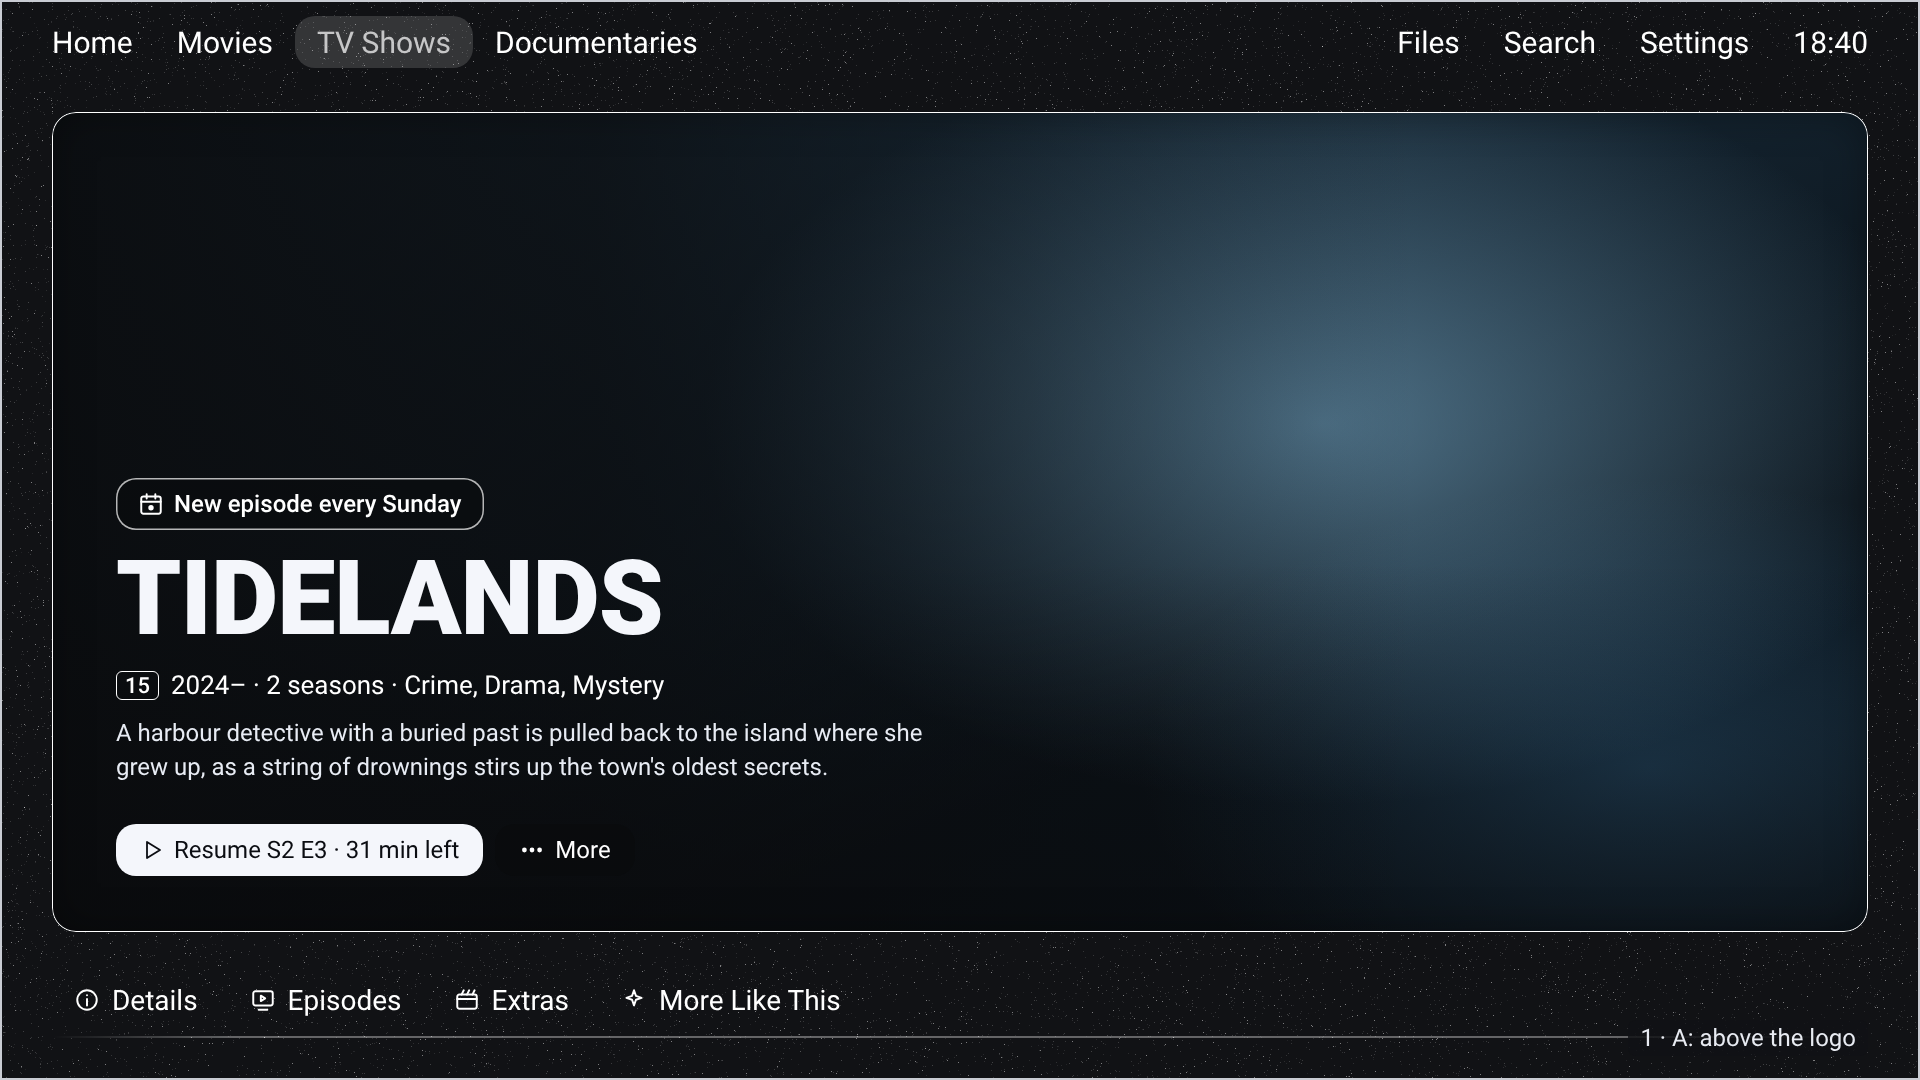 Home Movies TV Shows Documentaries Files Search Settings 18:40
New episode every Sunday
TIDELANDS
15 2024– · 2 seasons · Crime, Drama, Mystery
A harbour detective with a buried past is pulled back to the island where she
grew up, as a string of drownings stirs up the town's oldest secrets.
Resume S2 E3 · 31 min left ••• More
Details Episodes Extras More Like This
1 · A: above the logo